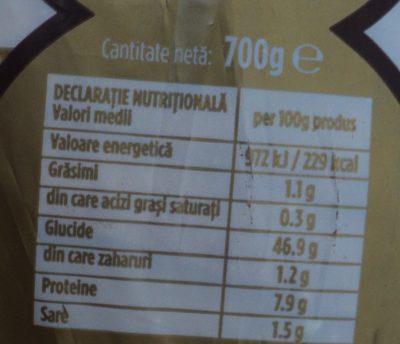 Cantitate netă: 700g e
DECLARAȚIE NUTRIȚIONALĂ
Valori medii per 100g produs
Valoare energetică 972 kJ / 229 kcal
Grăsimi 1.1 g
din care acizi grași saturați 0.3 g
Glucide 46.9 g
din care zaharuri 1.2 g
Proteine 7.9 g
Sare 1.5 g